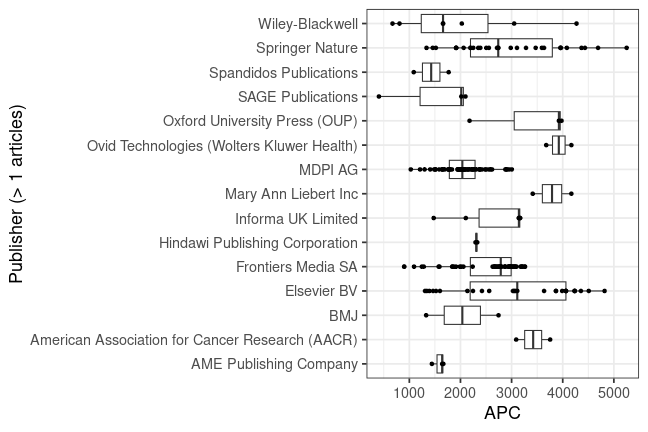 Publisher (> 1 articles)
Wiley-Blackwell
Springer Nature
Spandidos Publications
SAGE Publications
Oxford University Press (OUP)
Ovid Technologies (Wolters Kluwer Health)
MDPI AG
Mary Ann Liebert Inc
Informa UK Limited
Hindawi Publishing Corporation
Frontiers Media SA
Elsevier BV
BMJ
American Association for Cancer Research (AACR)
AME Publishing Company
1000 2000 3000 4000 5000
APC